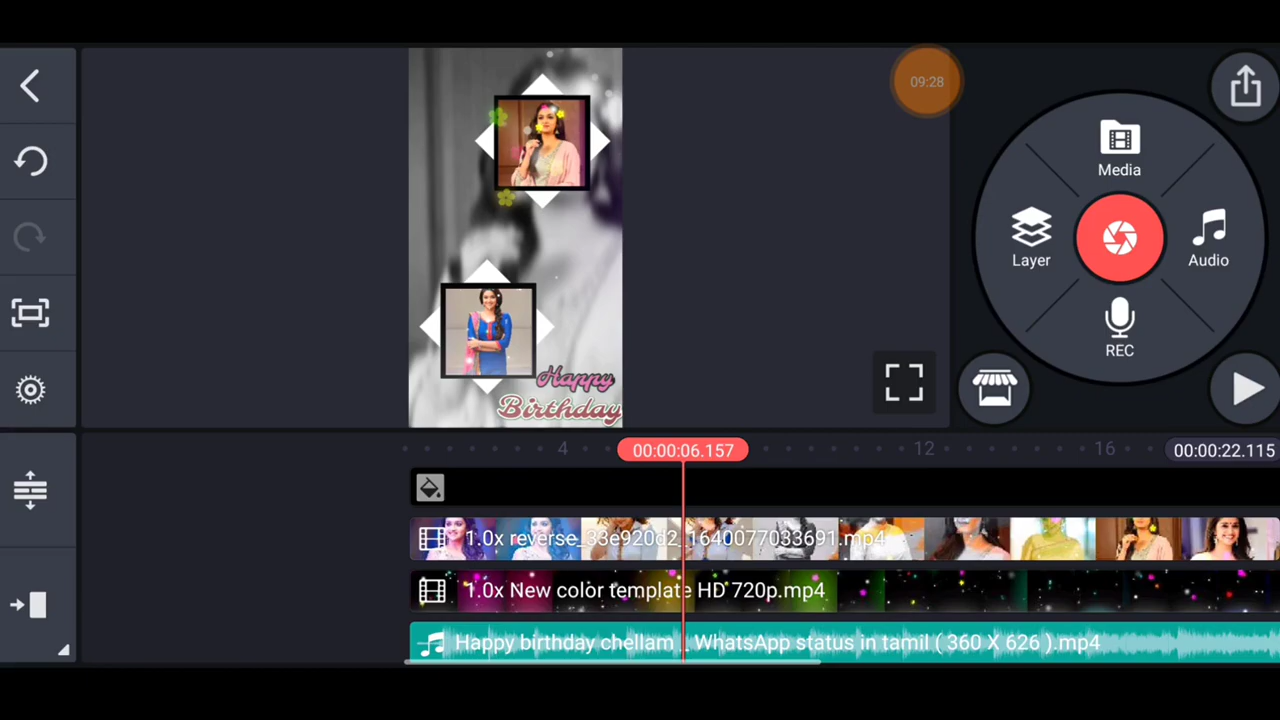 09:28
Media
Layer
Audio
REC
Happy
Birthday
4
00:00:06.157
12
16
00:00:22.115
1.0x reverse_33e920d2_1640077033691.mp4
1.0x New color template HD 720p.mp4
Happy birthday chellam _ WhatsApp status in tamil ( 360 X 626 ).mp4